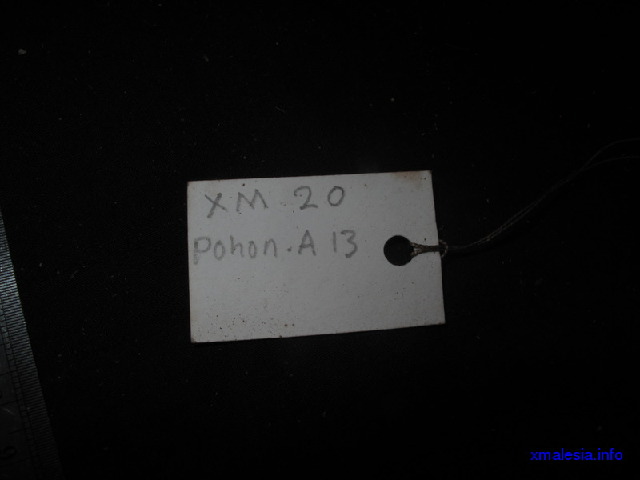 XM 20
Pohon. A 13
xmalesia.info